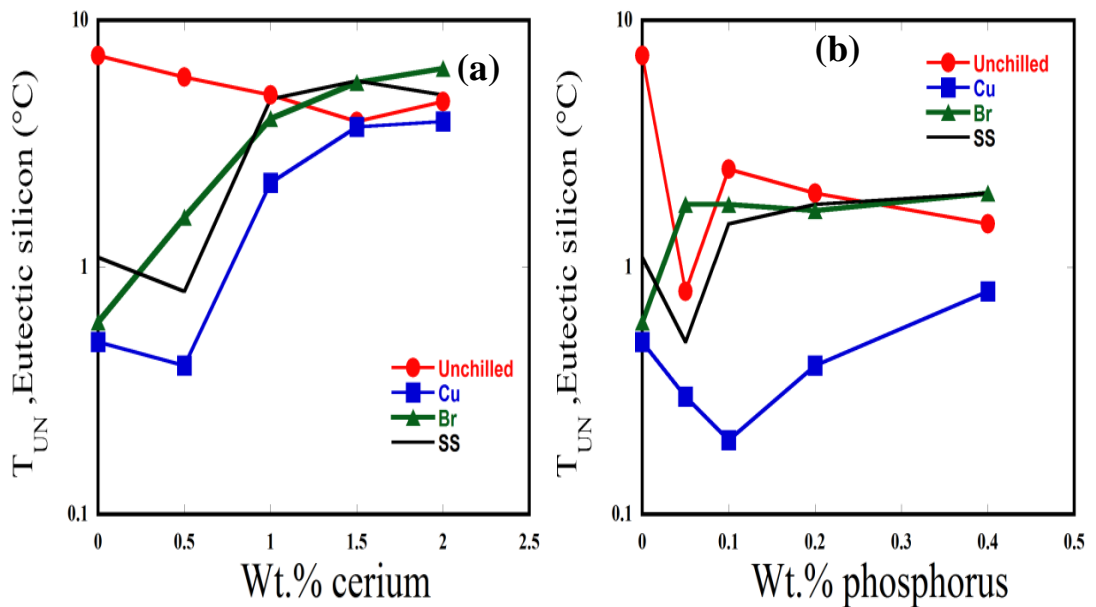 10
1
0.1
0
0.5
1
1.5
2
2.5
T_UN ,Eutectic silicon (°C)
Wt.% cerium
(a)
Unchilled
Cu
Br
SS
10
1
0.1
0
0.1
0.2
0.3
0.4
0.5
T_UN ,Eutectic silicon (°C)
Wt.% phosphorus
(b)
Unchilled
Cu
Br
SS